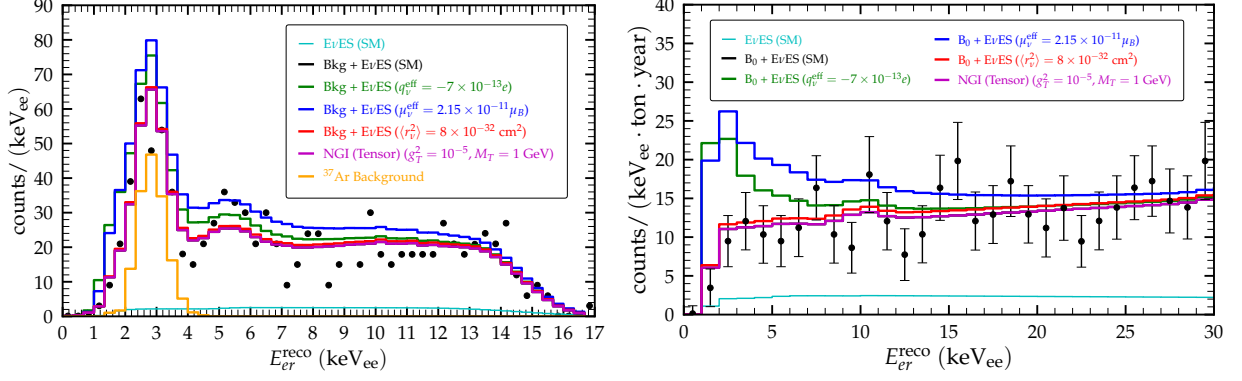 90
80
70
60
50
40
30
20
10
0
counts/ (keV_ee)
EνES (SM)
Bkg + EνES (SM)
Bkg + EνES (q_ν^eff = −7 × 10^−13 e)
Bkg + EνES (μ_ν^eff = 2.15 × 10^−11 μ_B)
Bkg + EνES (⟨r_ν^2⟩ = 8 × 10^−32 cm^2)
NGI (Tensor) (g_T^2 = 10^−5, M_T = 1 GeV)
^37Ar Background
0 1 2 3 4 5 6 7 8 9 10 11 12 13 14 15 16 17
E_er^reco (keV_ee)
40
35
30
25
20
15
10
5
0
counts/ (keV_ee · ton · year)
EνES (SM)
B_0 + EνES (SM)
B_0 + EνES (q_ν^eff = −7 × 10^−13 e)
B_0 + EνES (μ_ν^eff = 2.15 × 10^−11 μ_B)
B_0 + EνES (⟨r_ν^2⟩ = 8 × 10^−32 cm^2)
NGI (Tensor) (g_T^2 = 10^−5, M_T = 1 GeV)
0 5 10 15 20 25 30
E_er^reco (keV_ee)